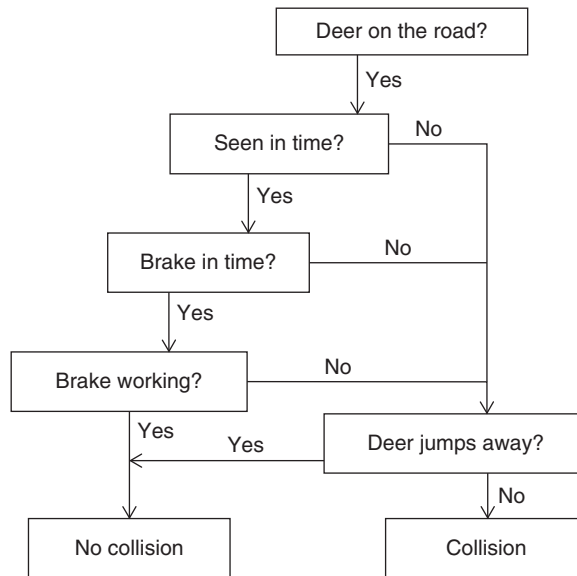 Deer on the road?
Yes
Seen in time?
No
Yes
Brake in time?
No
Yes
Brake working?
No
Yes
Yes
Deer jumps away?
No
No collision
Collision